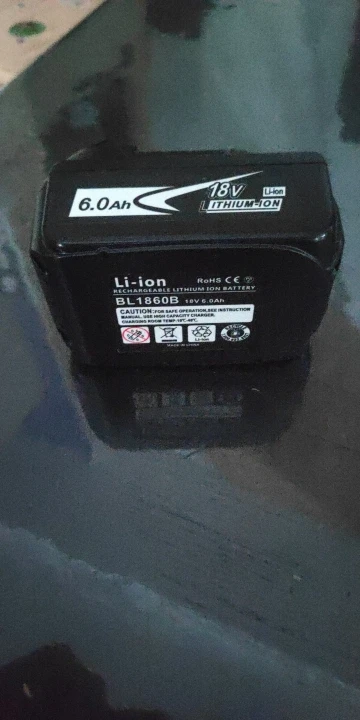 6.0Ah
18V
Li-ion
LITHIUM-ION
Li-ion RoHS CE
RECHARGEABLE LITHIUM ION BATTERY
BL1860B 18V 6.0Ah
CAUTION:FOR SAFE OPERATION,SEE INSTRUCTION
MANUAL. USE HIGH CAPACITY CHARGER.
CHARGING ROOM TEMP
Li-ion
MADE IN CHINA